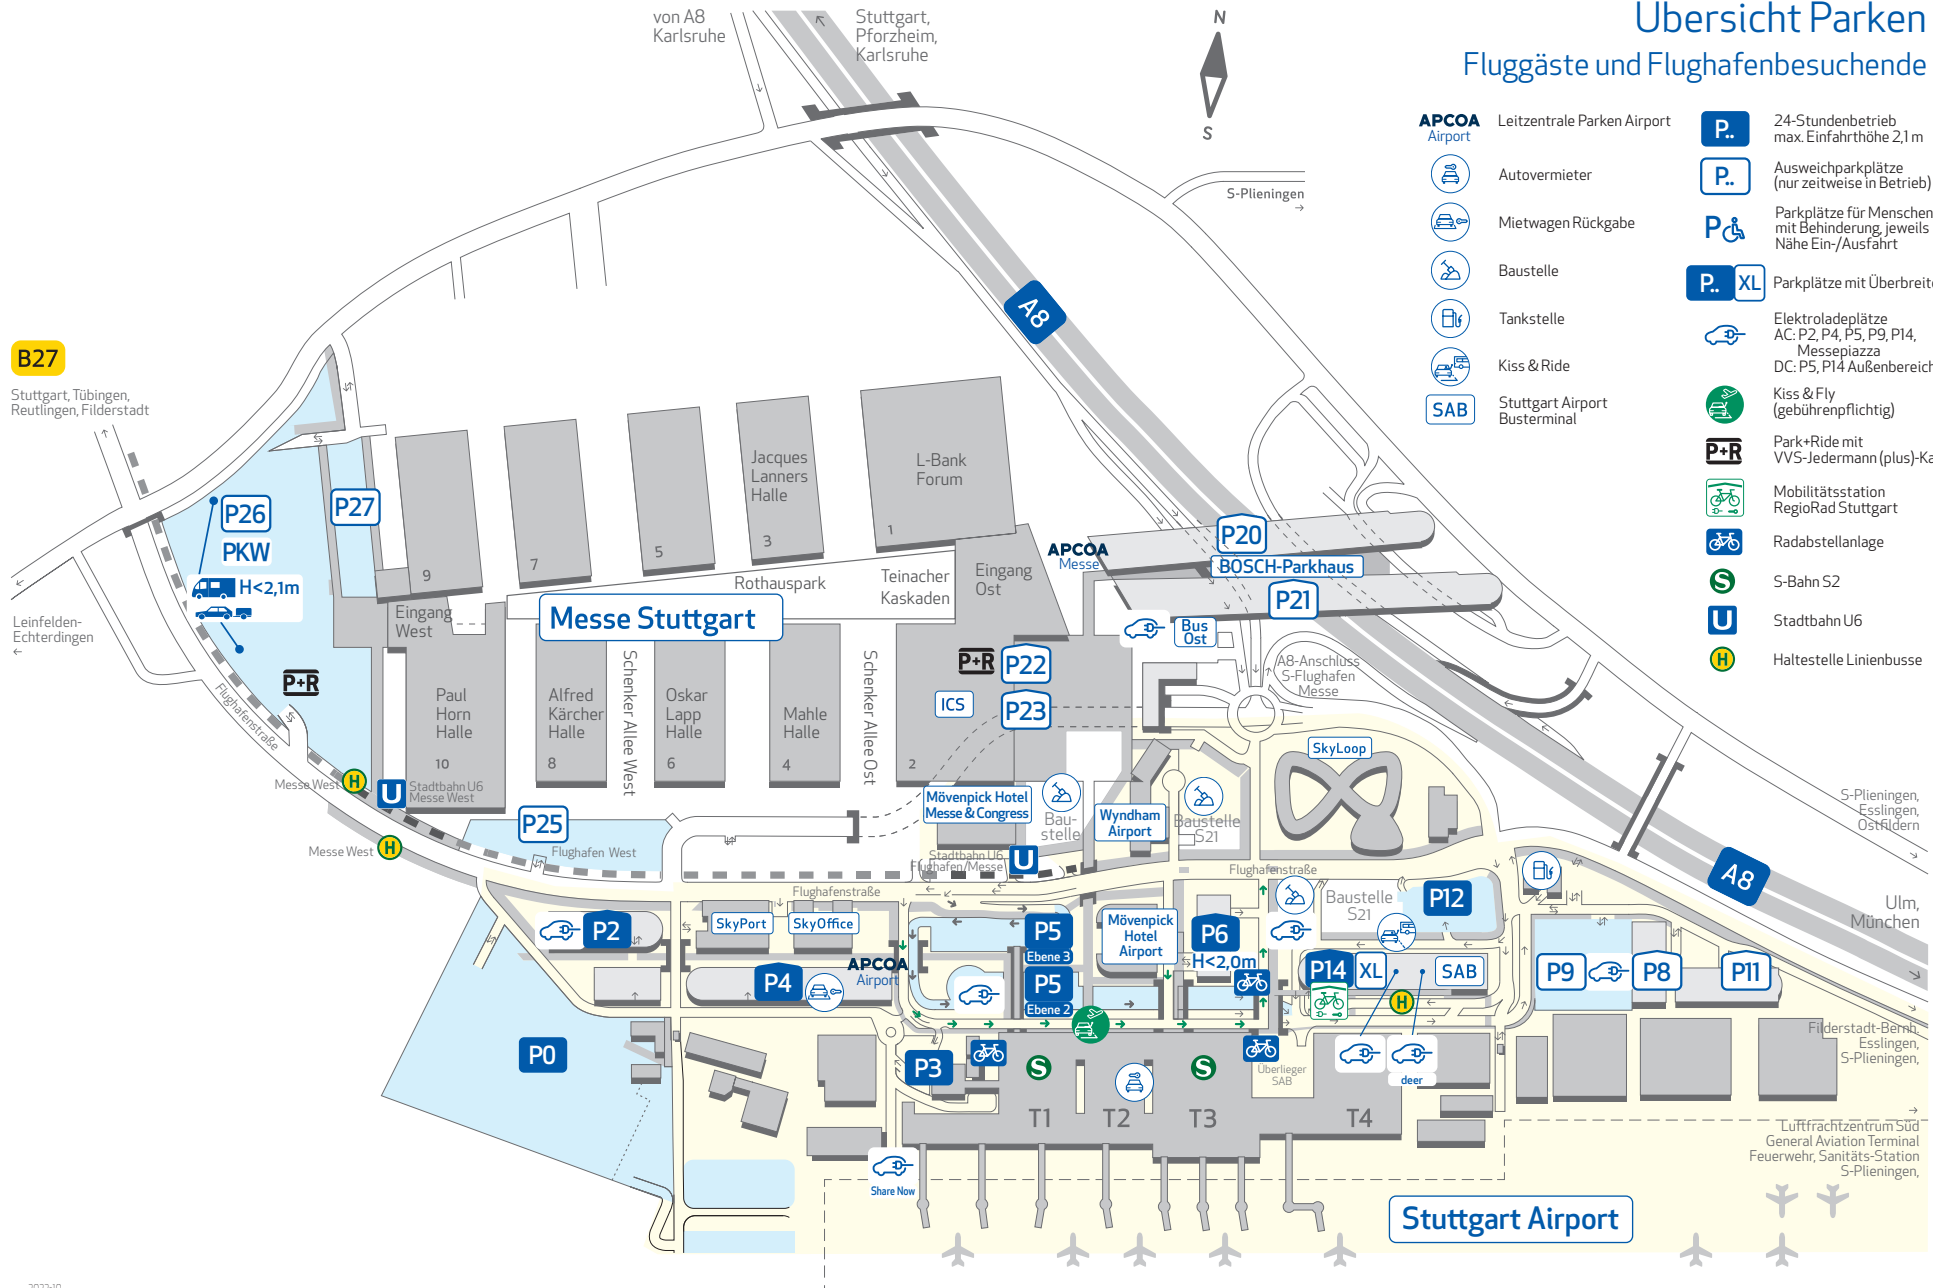 Übersicht Parken
Fluggäste und Flughafenbesuchende
von A8
Karlsruhe
Stuttgart,
Pforzheim,
Karlsruhe
N
S
S-Plieningen
APCOA
Airport
Leitzentrale Parken Airport
Autovermieter
Mietwagen Rückgabe
Baustelle
Tankstelle
Kiss & Ride
SAB
Stuttgart Airport
Busterminal
P..
24-Stundenbetrieb
max. Einfahrthöhe 2,1 m
P..
Ausweichparkplätze
(nur zeitweise in Betrieb)
P
Parkplätze für Menschen
mit Behinderung, jeweils
Nähe Ein-/Ausfahrt
P.. XL
Parkplätze mit Überbreite
Elektroladeplätze
AC: P2, P4, P5, P9, P14,
Messepiazza
DC: P5, P14 Außenbereich
Kiss & Fly
(gebührenpflichtig)
P+R
Park+Ride mit
VVS-Jedermann (plus)-Ka
Mobilitätsstation
RegioRad Stuttgart
Radabstellanlage
S
S-Bahn S2
U
Stadtbahn U6
H
Haltestelle Linienbusse
A8
B27
Stuttgart, Tübingen,
Reutlingen, Filderstadt
Leinfelden-
Echterdingen
P26
PKW
H<2,1m
P27
P+R
Flughafenstraße
9
7
5
Jacques
Lanners
Halle
3
L-Bank
Forum
1
Eingang
West
Rothauspark
Teinacher
Kaskaden
Eingang
Ost
Messe Stuttgart
APCOA
Messe
P20
BOSCH-Parkhaus
P21
Bus
Ost
A8-Anschluss
S-Flughafen
Messe
Paul
Horn
Halle
10
Alfred
Kärcher
Halle
8
Schenker Allee West
Oskar
Lapp
Halle
6
Mahle
Halle
4
Schenker Allee Ost
2
P+R
P22
ICS
P23
SkyLoop
Messe West
H
U
Stadtbahn U6
Messe West
Messe West
H
P25
Flughafen West
Mövenpick Hotel
Messe & Congress
Bau-
stelle
Wyndham
Airport
Baustelle
S21
Stadtbahn U6
Flughafen/Messe
U
Flughafenstraße
Flughafenstraße
S-Plieningen,
Esslingen,
Ostfildern
A8
Ulm,
München
P2
SkyPort
SkyOffice
P4
APCOA
Airport
P5
Ebene 3
P5
Ebene 2
Mövenpick
Hotel
Airport
P6
H<2,0m
Baustelle
S21
P12
P14
XL
SAB
H
P9
P8
P11
P0
P3
S
S
Überlieger
SAB
deer
T1
T2
T3
T4
Share Now
Filderstadt-Bernh.
Esslingen,
S-Plieningen,
Luftfrachtzentrum Süd
General Aviation Terminal
Feuerwehr, Sanitäts-Station
S-Plieningen,
Stuttgart Airport